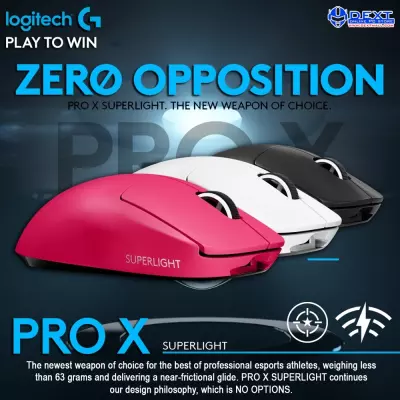 logitech G
PLAY TO WIN
DEXT
ZERØ OPPOSITION
PRO X SUPERLIGHT. THE NEW WEAPON OF CHOICE.
PRO X
SUPERLIGHT
PRO X SUPERLIGHT
The newest weapon of choice for the best of professional esports athletes, weighing less
than 63 grams and delivering a near-frictional glide. PRO X SUPERLIGHT continues
our design philosophy, which is NO OPTIONS.